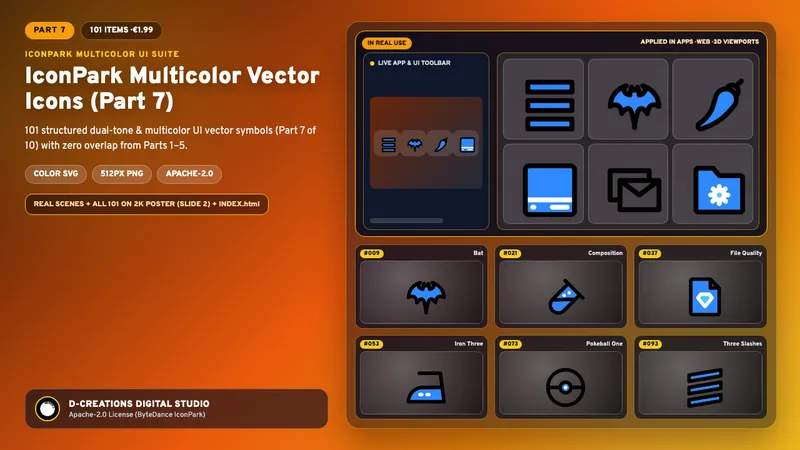 PART 7
101 ITEMS · €1.99
ICONPARK MULTICOLOR UI SUITE
IconPark Multicolor Vector
Icons (Part 7)
101 structured dual-tone & multicolor UI vector symbols (Part 7 of
10) with zero overlap from Parts 1–5.
COLOR SVG
512PX PNG
APACHE-2.0
REAL SCENES + ALL 101 ON 2K POSTER (SLIDE 2) + INDEX.html
D-CREATIONS DIGITAL STUDIO
Apache-2.0 License (ByteDance IconPark)
IN REAL USE
APPLIED IN APPS · WEB · 3D VIEWPORTS
LIVE APP & UI TOOLBAR
#009
Bat
#021
Composition
#037
File Quality
#053
Iron Three
#073
Pokeball One
#093
Three Slashes